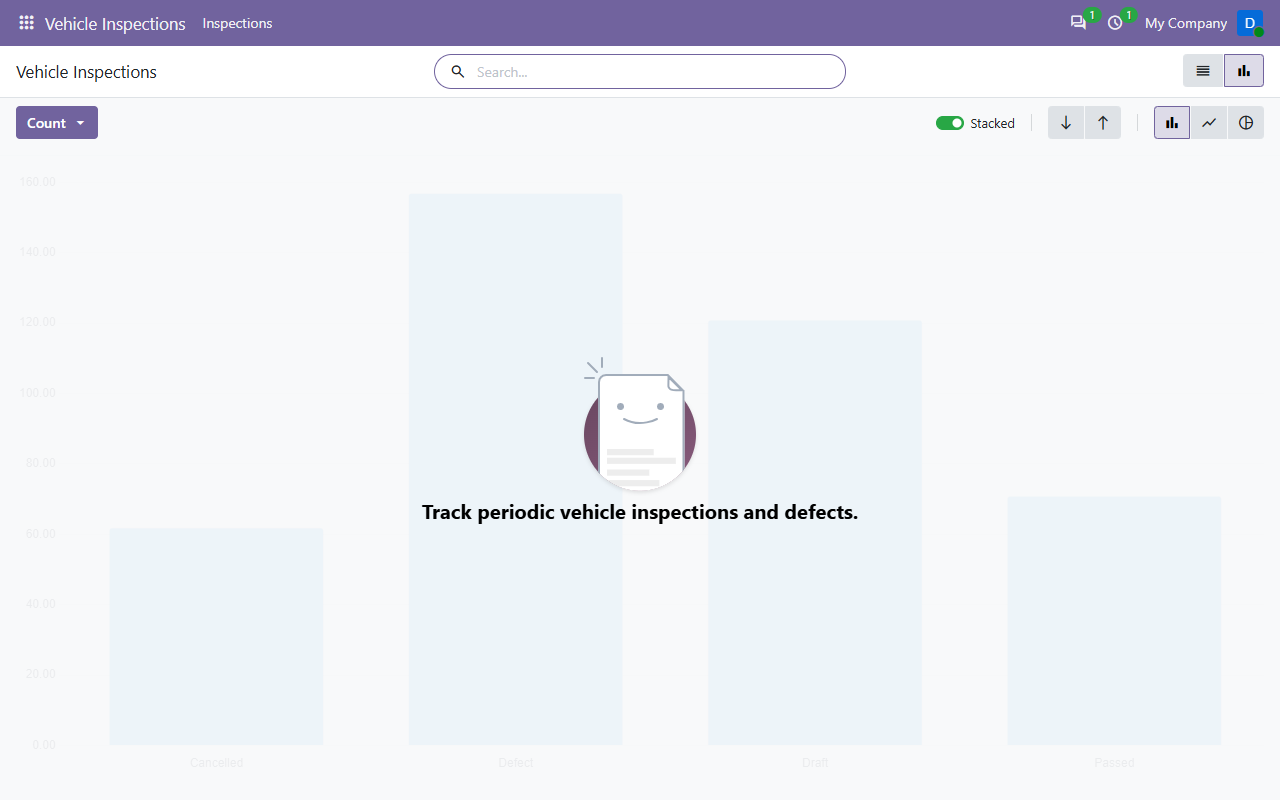 Vehicle Inspections Inspections 1 1 My Company D
Vehicle Inspections Search...
Count Stacked
160.00
140.00
120.00
100.00
80.00
60.00
40.00
20.00
0.00
Track periodic vehicle inspections and defects.
Cancelled Defect Draft Passed